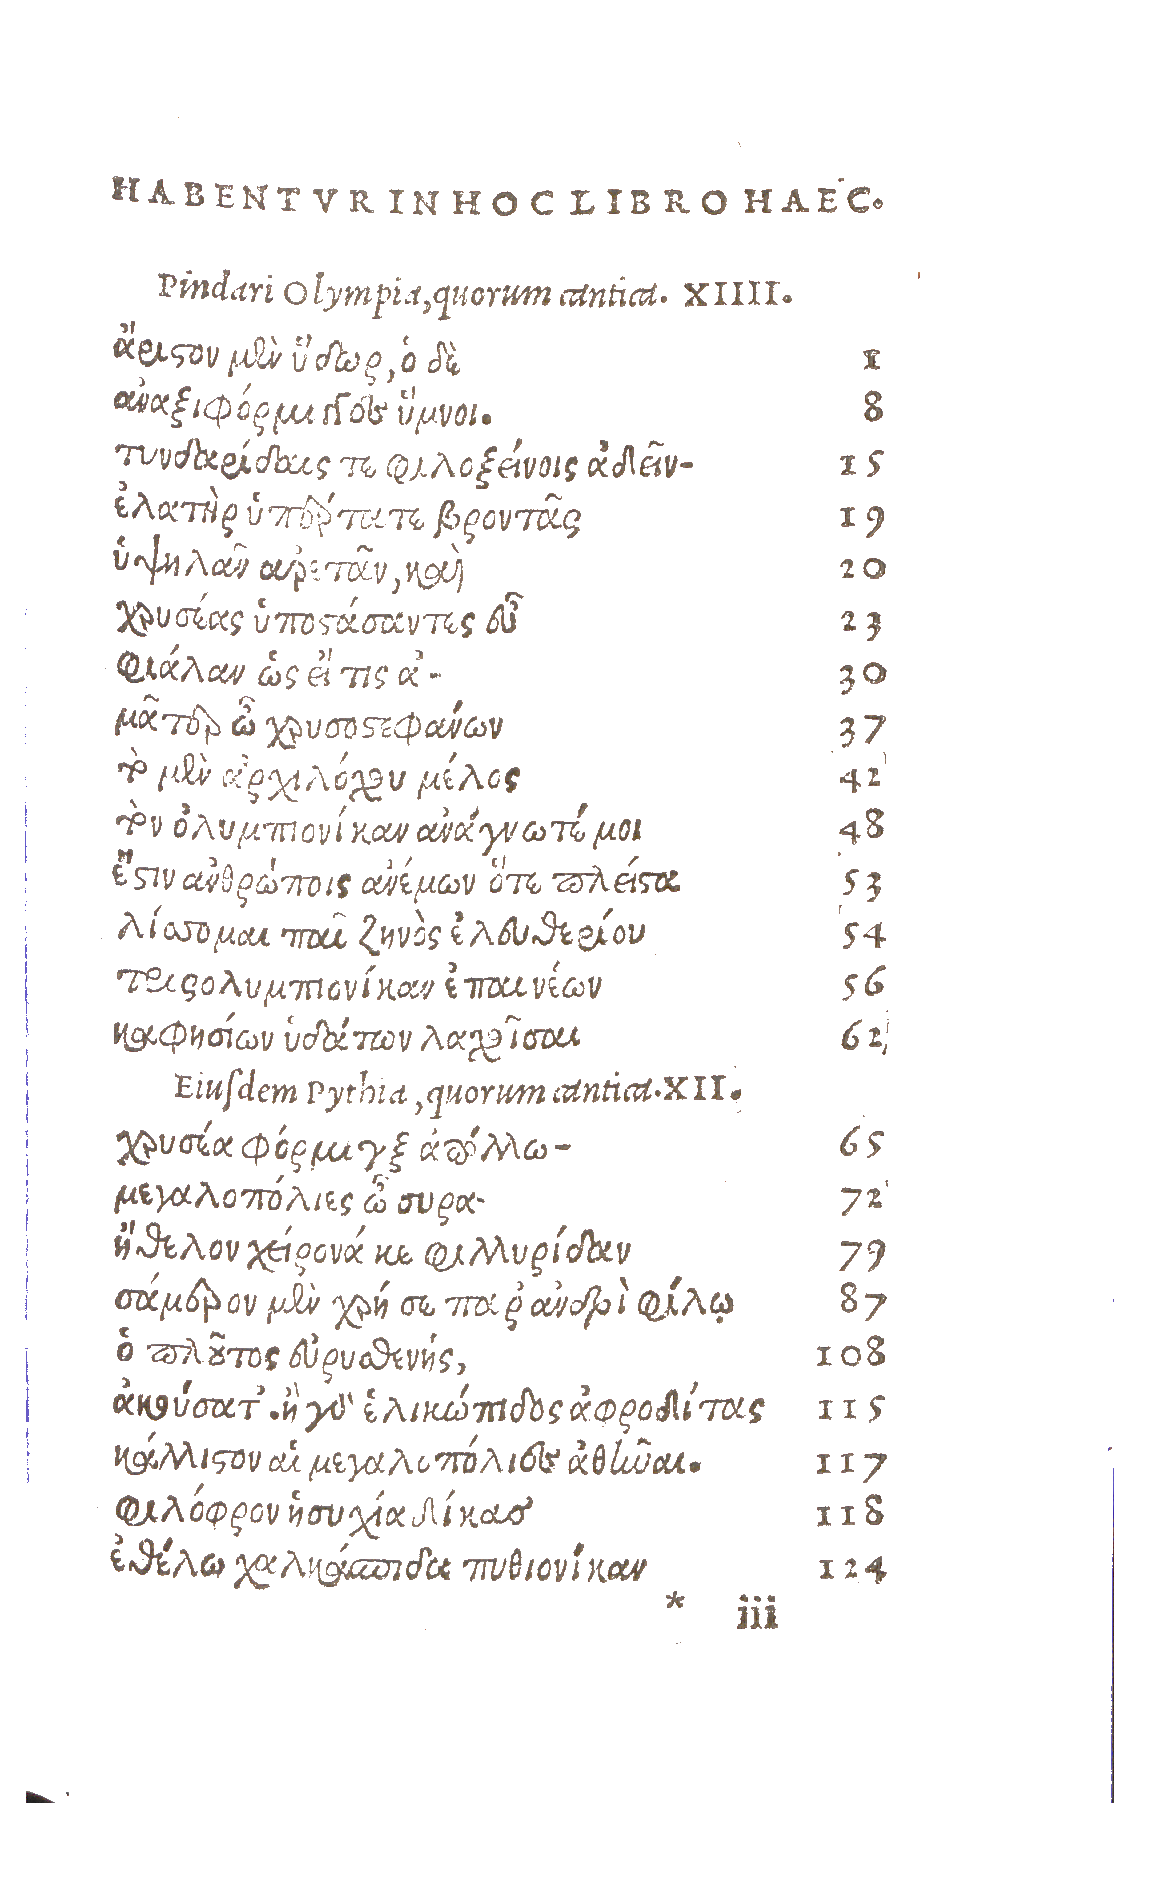 HABENTVR IN HOC LIBRO HAEC.
Pindari Olympia, quorum cantica. XIIII.
ἄριστον μὲν ὕδωρ, ὁ δὲ 1
ἀναξιφόρμιγγες ὕμνοι. 8
τυνδαρίδαις τε φιλοξείνοις ἁδεῖν- 15
ἐλατὴρ ὑπέρτατε βροντᾶς 19
ὑψηλᾶν ἀρετᾶν, καὶ 20
χρυσέας ὑποστάσαντες εὖ 23
φιάλαν ὡς εἴ τις ἀ- 30
μᾶτερ ὦ χρυσοστεφάνων 37
τὸ μὲν ἀρχιλόχου μέλος 42
τὸν ὀλυμπιονίκαν ἀνάγνωτέ μοι 48
ἔστιν ἀνθρώποις ἀνέμων ὅτε πλείστα 53
λίσσομαι παῖ ζηνὸς ἐλευθερίου 54
τρισολυμπιονίκαν ἐπαινέων 56
καφησίων ὑδάτων λαχοῖσαι 62
Eiusdem Pythia, quorum cantica. XII.
χρυσέα φόρμιγξ ἀπόλλω- 65
μεγαλοπόλιες ὦ συρα- 72
ἤθελον χείρονά κε φιλλυρίδαν 79
σάμερον μὲν χρή σε παρ ἀνδρὶ φίλῳ 87
ὁ πλοῦτος εὐρυσθενής, 108
ἀκούσατ'. ἢ γὰρ ἑλικώπιδος ἀφροδίτας 115
κάλλιστον αἱ μεγαλοπόλιες ἀθῆναι. 117
φιλόφρον ἡσυχία δίκας 118
ἐθέλω χαλκάσπιδα πυθιονίκαν 124
* iii